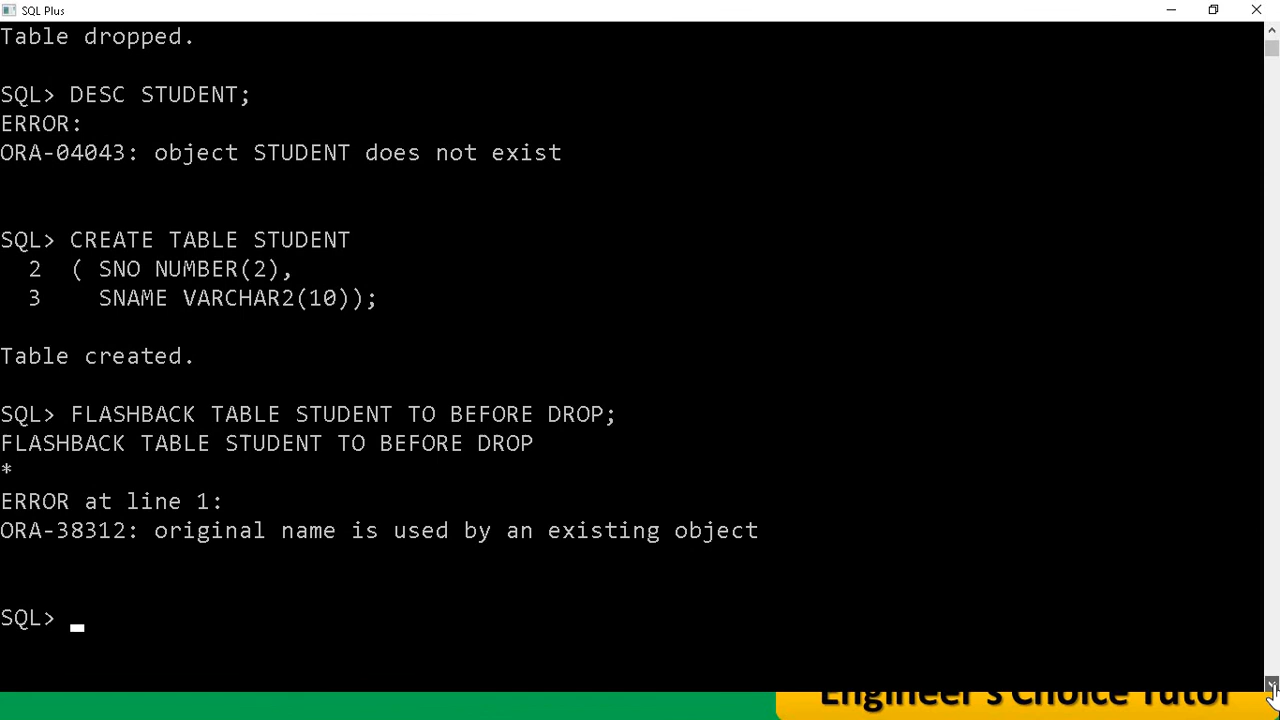 SQL Plus
Table dropped.
SQL> DESC STUDENT;
ERROR:
ORA-04043: object STUDENT does not exist
SQL> CREATE TABLE STUDENT
2 ( SNO NUMBER(2),
3 SNAME VARCHAR2(10));
Table created.
SQL> FLASHBACK TABLE STUDENT TO BEFORE DROP;
FLASHBACK TABLE STUDENT TO BEFORE DROP
*
ERROR at line 1:
ORA-38312: original name is used by an existing object
SQL>
Engineer's Choice Tutor